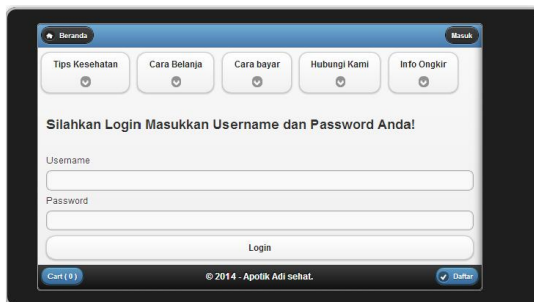 Beranda Masuk
Tips Kesehatan Cara Belanja Cara bayar Hubungi Kami Info Ongkir
Silahkan Login Masukkan Username dan Password Anda!
Username
Password
Login
Cart ( 0 ) © 2014 - Apotik Adi sehat. Daftar